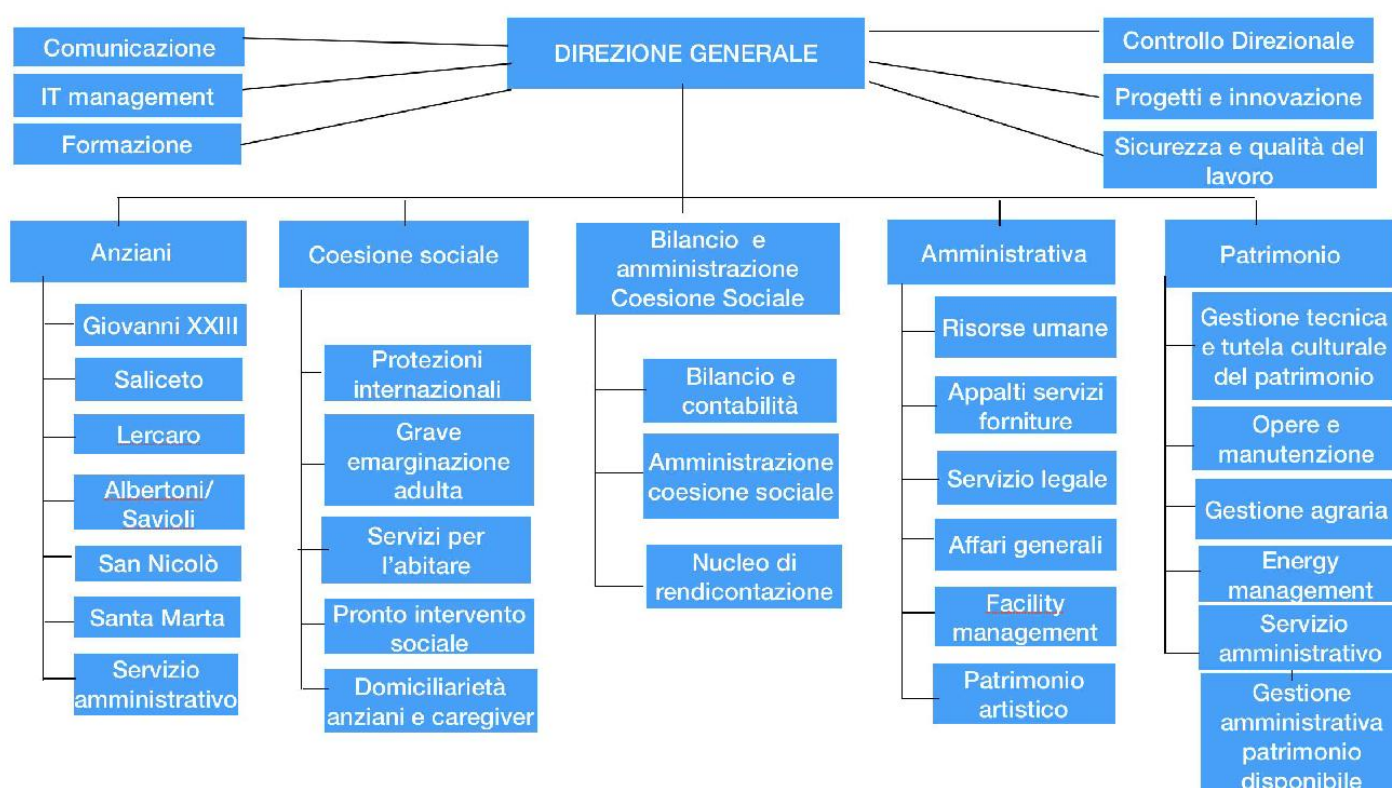 DIREZIONE GENERALE
Comunicazione
IT management
Formazione
Controllo Direzionale
Progetti e innovazione
Sicurezza e qualità del
lavoro
Anziani
Giovanni XXIII
Saliceto
Lercaro
Albertoni/
Savioli
San Nicolò
Santa Marta
Servizio
amministrativo
Coesione sociale
Protezioni
internazionali
Grave
emarginazione
adulta
Servizi per
l'abitare
Pronto intervento
sociale
Domiciliarietà
anziani e caregiver
Bilancio e
amministrazione
Coesione Sociale
Bilancio e
contabilità
Amministrazione
coesione sociale
Nucleo di
rendicontazione
Amministrativa
Risorse umane
Appalti servizi
forniture
Servizio legale
Affari generali
Facility
management
Patrimonio
artistico
Patrimonio
Gestione tecnica
e tutela culturale
del patrimonio
Opere e
manutenzione
Gestione agraria
Energy
management
Servizio
amministrativo
Gestione
amministrativa
patrimonio
disponibile